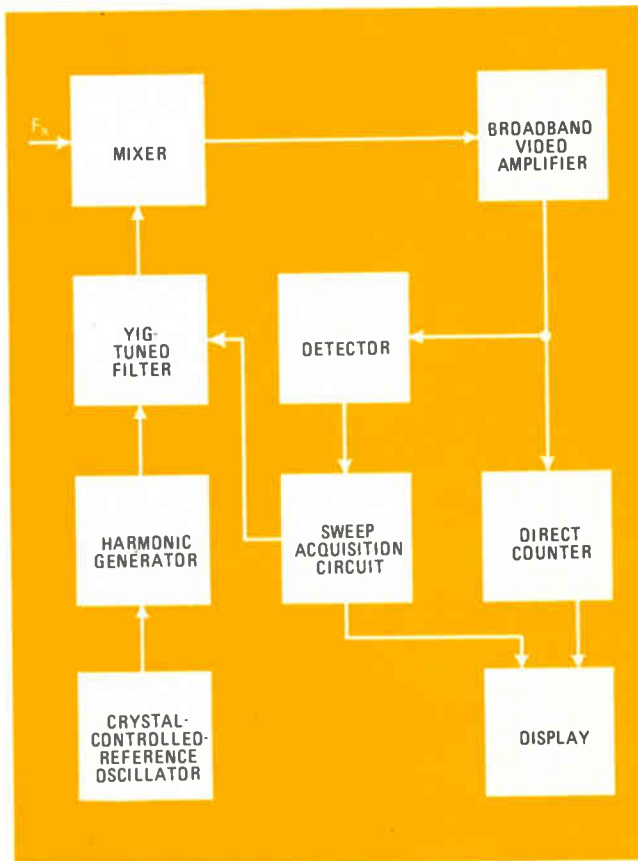 Fx
MIXER
BROADBAND
VIDEO
AMPLIFIER
YIG-
TUNED
FILTER
DETECTOR
HARMONIC
GENERATOR
SWEEP
ACQUISITION
CIRCUIT
DIRECT
COUNTER
CRYSTAL-
CONTROLLED-
REFERENCE
OSCILLATOR
DISPLAY